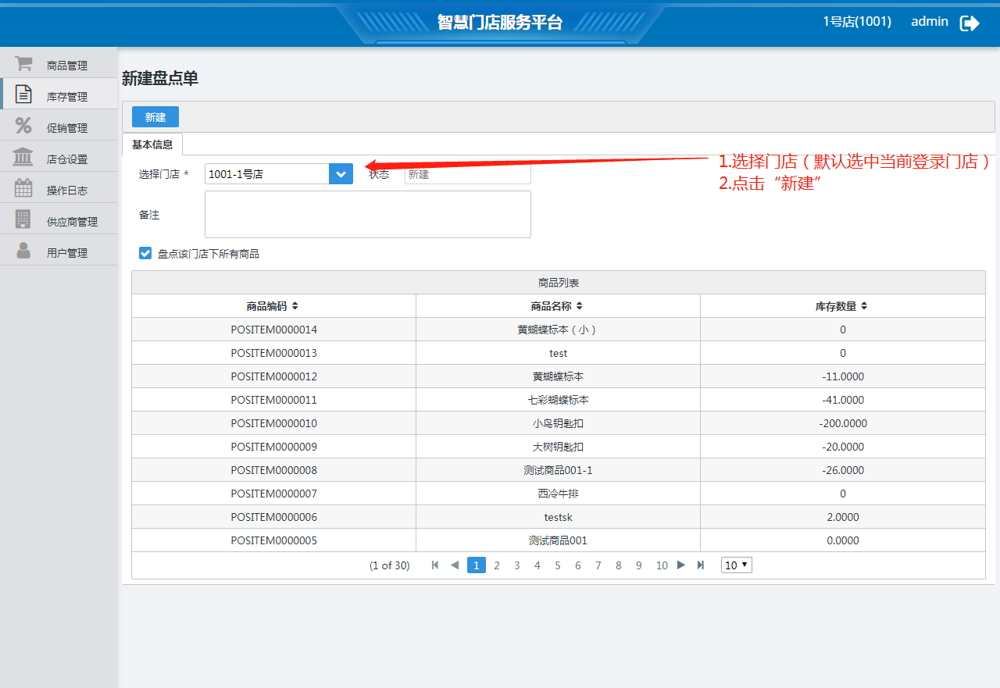 智慧门店服务平台
1号店(1001) admin
商品管理
库存管理
促销管理
店仓设置
操作日志
供应商管理
用户管理
新建盘点单
新建
基本信息
选择门店 * 1001-1号店 状态 新建
1.选择门店（默认选中当前登录门店）
2.点击“新建”
备注
盘点该门店下所有商品
商品列表
商品编码 商品名称 库存数量
POSITEM0000014 黄蝴蝶标本（小） 0
POSITEM0000013 test 0
POSITEM0000012 黄蝴蝶标本 -11.0000
POSITEM0000011 七彩蝴蝶标本 -41.0000
POSITEM0000010 小鸟钥匙扣 -200.0000
POSITEM0000009 大树钥匙扣 -20.0000
POSITEM0000008 测试商品001-1 -26.0000
POSITEM0000007 西冷牛排 0
POSITEM0000006 testsk 2.0000
POSITEM0000005 测试商品001 0.0000
(1 of 30) 1 2 3 4 5 6 7 8 9 10 10